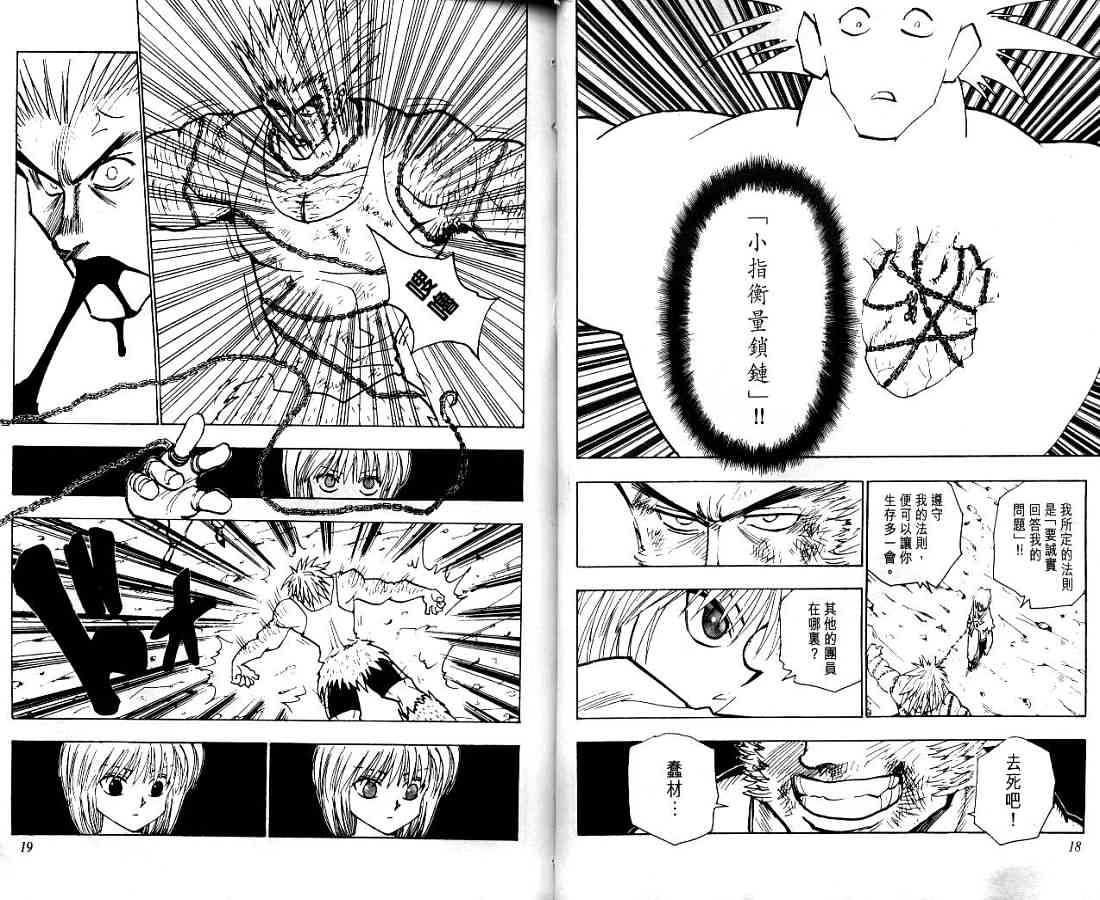 「小指衡量鎖鏈」!!
我所定的法則
是「要誠實
回答我的
問題」!!
遵守
我的法則，
便可以讓你
生存多一會。
其他的團員
在哪裏？
去死吧！
蠢材…
18
19